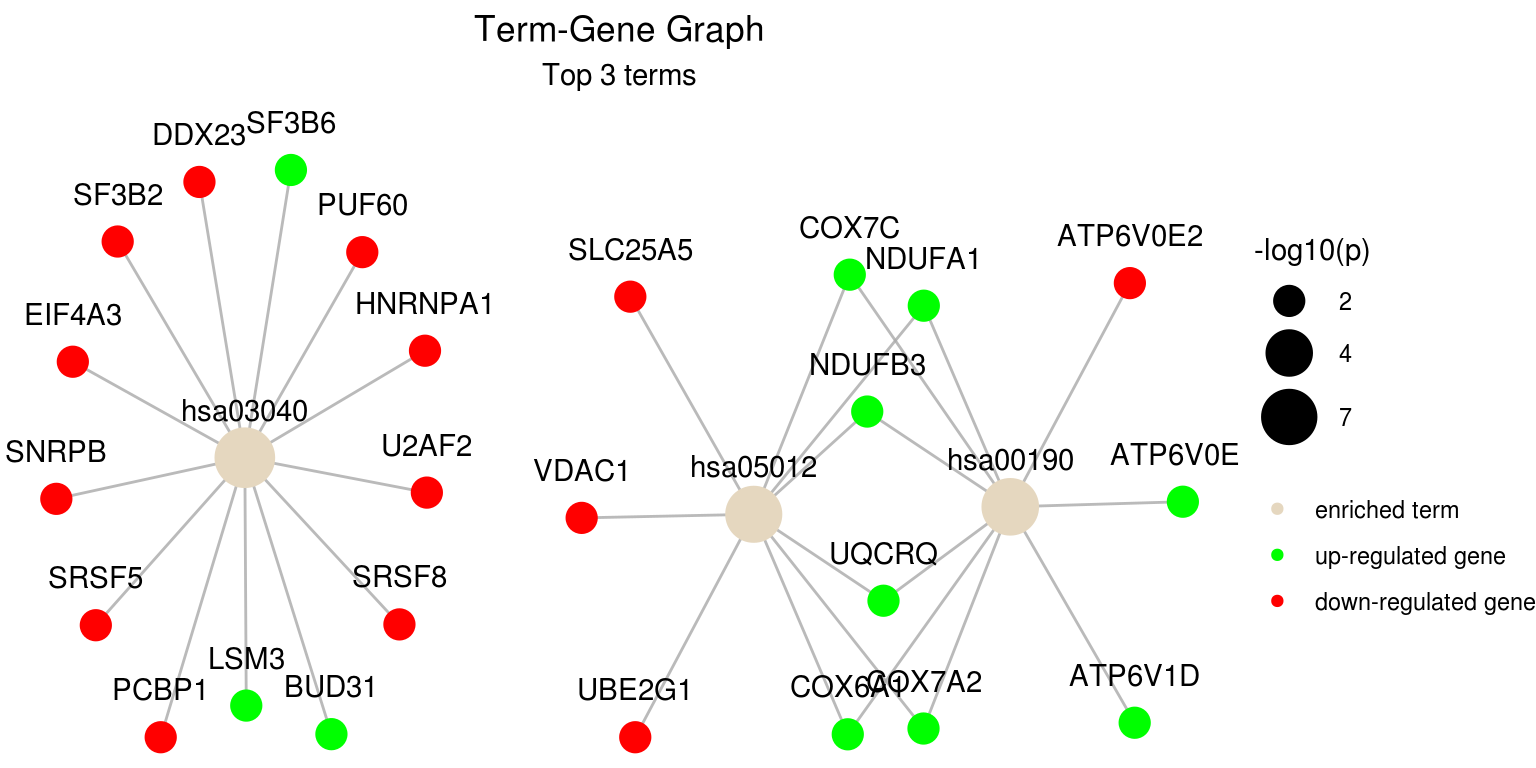 Term-Gene Graph
Top 3 terms
DDX23
SF3B6
SF3B2
PUF60
EIF4A3
HNRNPA1
hsa03040
SNRPB
U2AF2
SRSF5
SRSF8
LSM3
PCBP1
BUD31
COX7C
SLC25A5
NDUFA1
ATP6V0E2
NDUFB3
hsa05012
hsa00190
VDAC1
ATP6V0E
UQCRQ
UBE2G1
COX6A1
COX7A2
ATP6V1D
-log10(p)
2
4
7
enriched term
up-regulated gene
down-regulated gene